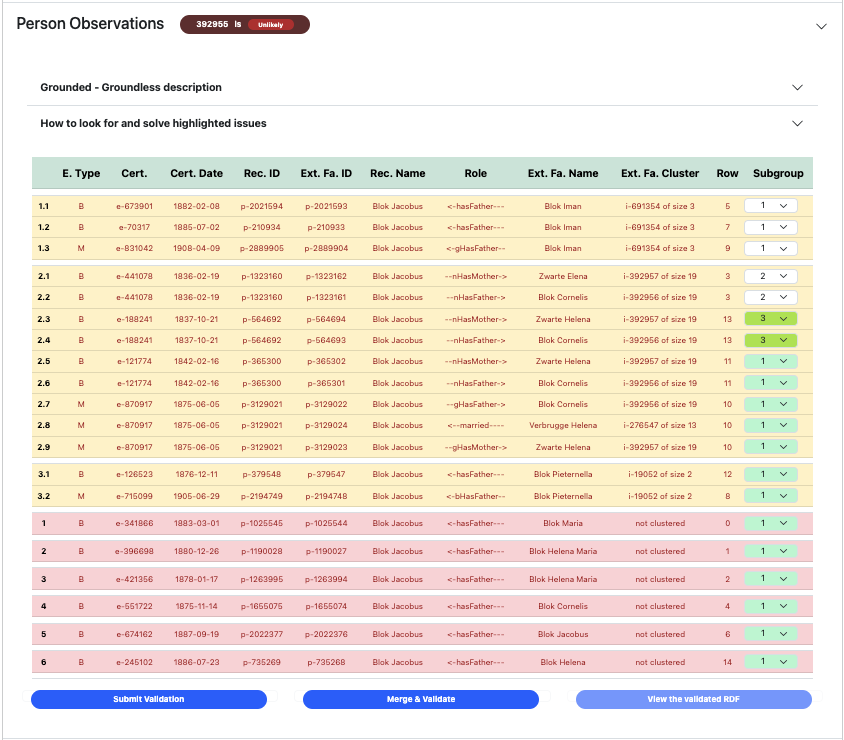 Person Observations 392955 is Unlikely
Grounded - Groundless description
How to look for and solve highlighted issues
E. Type Cert. Cert. Date Rec. ID Ext. Fa. ID Rec. Name Role Ext. Fa. Name Ext. Fa. Cluster Row Subgroup
1.1 B e-673901 1882-02-08 p-2021594 p-2021593 Blok Jacobus <-hasFather--- Blok Iman i-691354 of size 3 5 1
1.2 B e-70317 1885-07-02 p-210934 p-210933 Blok Jacobus <-hasFather--- Blok Iman i-691354 of size 3 7 1
1.3 M e-831042 1908-04-09 p-2889905 p-2889904 Blok Jacobus <-gHasFather-- Blok Iman i-691354 of size 3 9 1
2.1 B e-441078 1836-02-19 p-1323160 p-1323162 Blok Jacobus --nHasMother-> Zwarte Elena i-392957 of size 19 3 2
2.2 B e-441078 1836-02-19 p-1323160 p-1323161 Blok Jacobus --nHasFather-> Blok Cornelis i-392956 of size 19 3 2
2.3 B e-188241 1837-10-21 p-564692 p-564694 Blok Jacobus --nHasMother-> Zwarte Helena i-392957 of size 19 13 3
2.4 B e-188241 1837-10-21 p-564692 p-564693 Blok Jacobus --nHasFather-> Blok Cornelis i-392956 of size 19 13 3
2.5 B e-121774 1842-02-16 p-365300 p-365302 Blok Jacobus --nHasMother-> Zwarte Helena i-392957 of size 19 11 1
2.6 B e-121774 1842-02-16 p-365300 p-365301 Blok Jacobus --nHasFather-> Blok Cornelis i-392956 of size 19 11 1
2.7 M e-870917 1875-06-05 p-3129021 p-3129022 Blok Jacobus --gHasFather-> Blok Cornelis i-392956 of size 19 10 1
2.8 M e-870917 1875-06-05 p-3129021 p-3129024 Blok Jacobus <--married---- Verbrugge Helena i-276547 of size 13 10 1
2.9 M e-870917 1875-06-05 p-3129021 p-3129023 Blok Jacobus --gHasMother-> Zwarte Helena i-392957 of size 19 10 1
3.1 B e-126523 1876-12-11 p-379548 p-379547 Blok Jacobus <-hasFather--- Blok Pieternella i-19052 of size 2 12 1
3.2 M e-715099 1905-06-29 p-2194749 p-2194748 Blok Jacobus <-bHasFather-- Blok Pieternella i-19052 of size 2 8 1
1 B e-341866 1883-03-01 p-1025545 p-1025544 Blok Jacobus <-hasFather--- Blok Maria not clustered 0 1
2 B e-396698 1880-12-26 p-1190028 p-1190027 Blok Jacobus <-hasFather--- Blok Helena Maria not clustered 1 1
3 B e-421356 1878-01-17 p-1263995 p-1263994 Blok Jacobus <-hasFather--- Blok Helena Maria not clustered 2 1
4 B e-551722 1875-11-14 p-1655075 p-1655074 Blok Jacobus <-hasFather--- Blok Cornelis not clustered 4 1
5 B e-674162 1887-09-19 p-2022377 p-2022376 Blok Jacobus <-hasFather--- Blok Jacobus not clustered 6 1
6 B e-245102 1886-07-23 p-735269 p-735268 Blok Jacobus <-hasFather--- Blok Helena not clustered 14 1
Submit Validation Merge & Validate View the validated RDF